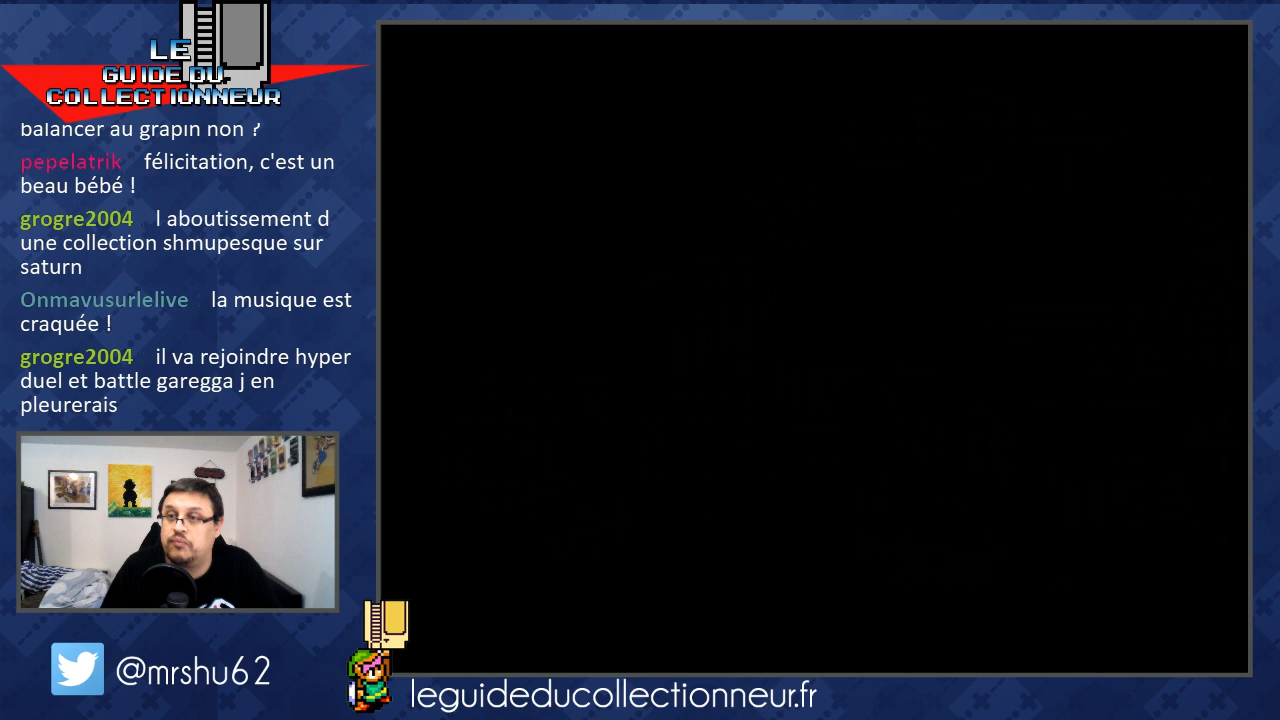 LE
GUIDE DU
COLLECTIONNEUR
balancer au grapin non ?
pepelatrik félicitation, c'est un
beau bébé !
grogre2004 l aboutissement d
une collection shmupesque sur
saturn
Onmavusurlelive la musique est
craquée !
grogre2004 il va rejoindre hyper
duel et battle garegga j en
pleurerais
@mrshu62
leguideducollectionneur.fr